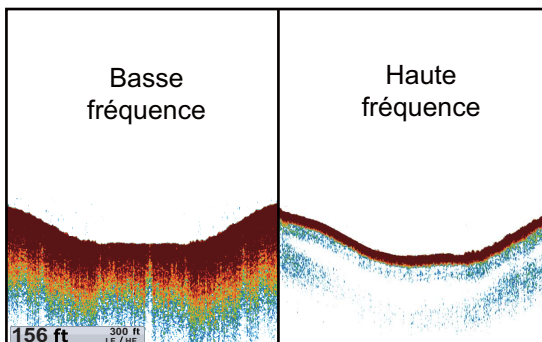 Basse
fréquence
Haute
fréquence
156 ft
300 ft
LF / HF